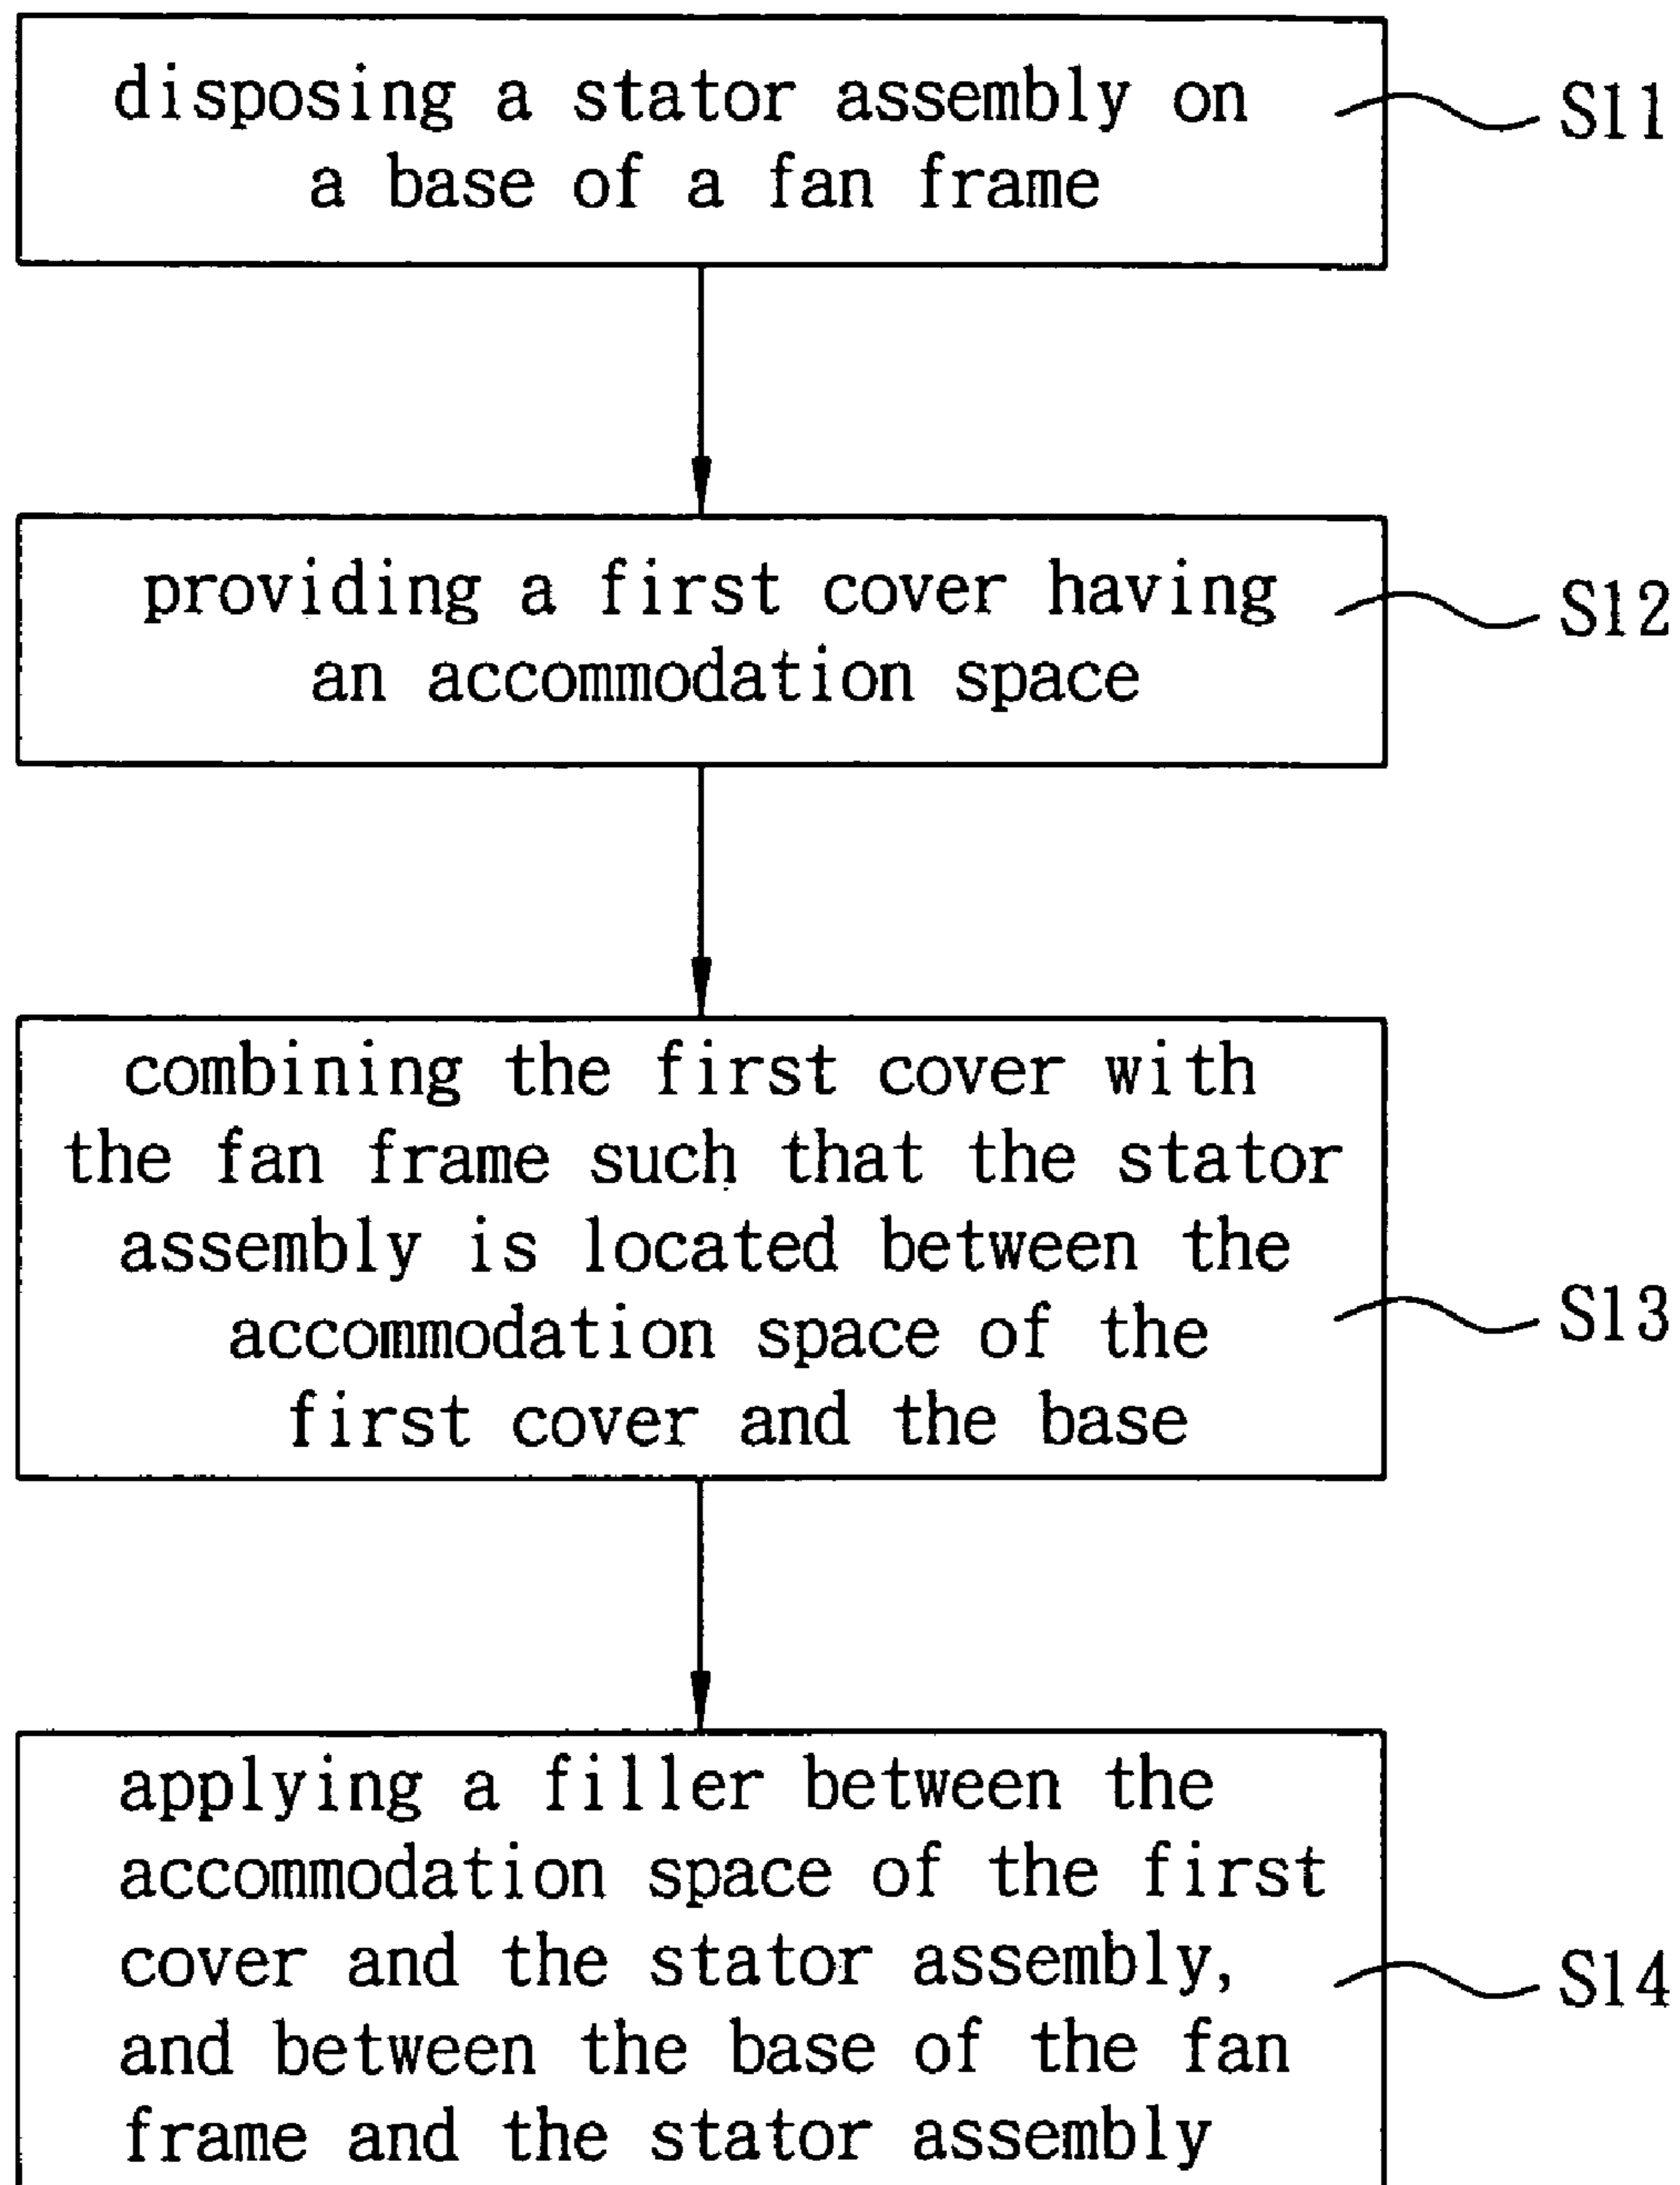 disposing a stator assembly on
a base of a fan frame
S11
providing a first cover having
an accommodation space
S12
combining the first cover with
the fan frame such that the stator
assembly is located between the
accommodation space of the
first cover and the base
S13
applying a filler between the
accommodation space of the first
cover and the stator assembly,
and between the base of the fan
frame and the stator assembly
S14